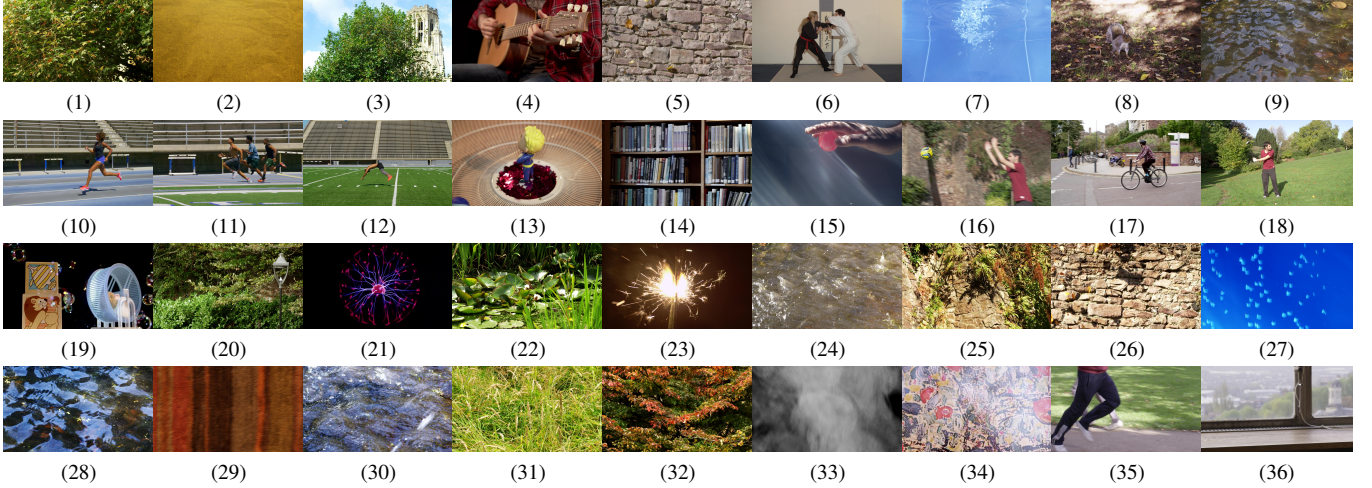 (1) (2) (3) (4) (5) (6) (7) (8) (9)
(10) (11) (12) (13) (14) (15) (16) (17) (18)
(19) (20) (21) (22) (23) (24) (25) (26) (27)
(28) (29) (30) (31) (32) (33) (34) (35) (36)